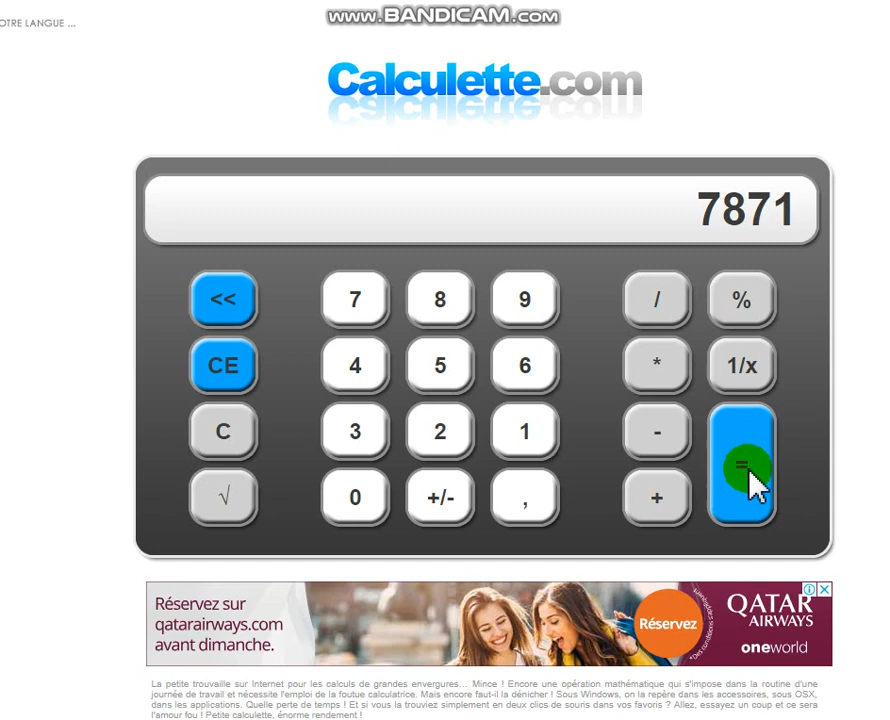 www.BANDICAM.com
OTRE LANGUE ...
Calculette.com
7871
<< 7 8 9 / %
CE 4 5 6 * 1/x
C 3 2 1 - =
√ 0 +/- , +
Réservez sur
qatarairways.com
avant dimanche.
Réservez
QATAR
AIRWAYS
oneworld
La petite trouvaille sur Internet pour les calculs de grandes envergures... Mince ! Encore une opération mathématique qui s'impose dans la routine d'une
journée de travail et nécessite l'emploi de la foutue calculatrice. Mais encore faut-il la dénicher ! Sous Windows, on la repère dans les accessoires, sous OSX,
dans les applications. Quelle perte de temps ! Et si vous la trouviez simplement en deux clics de souris dans vos favoris ? Allez, essayez un coup et ce sera
l'amour fou ! Petite calculette, énorme rendement !